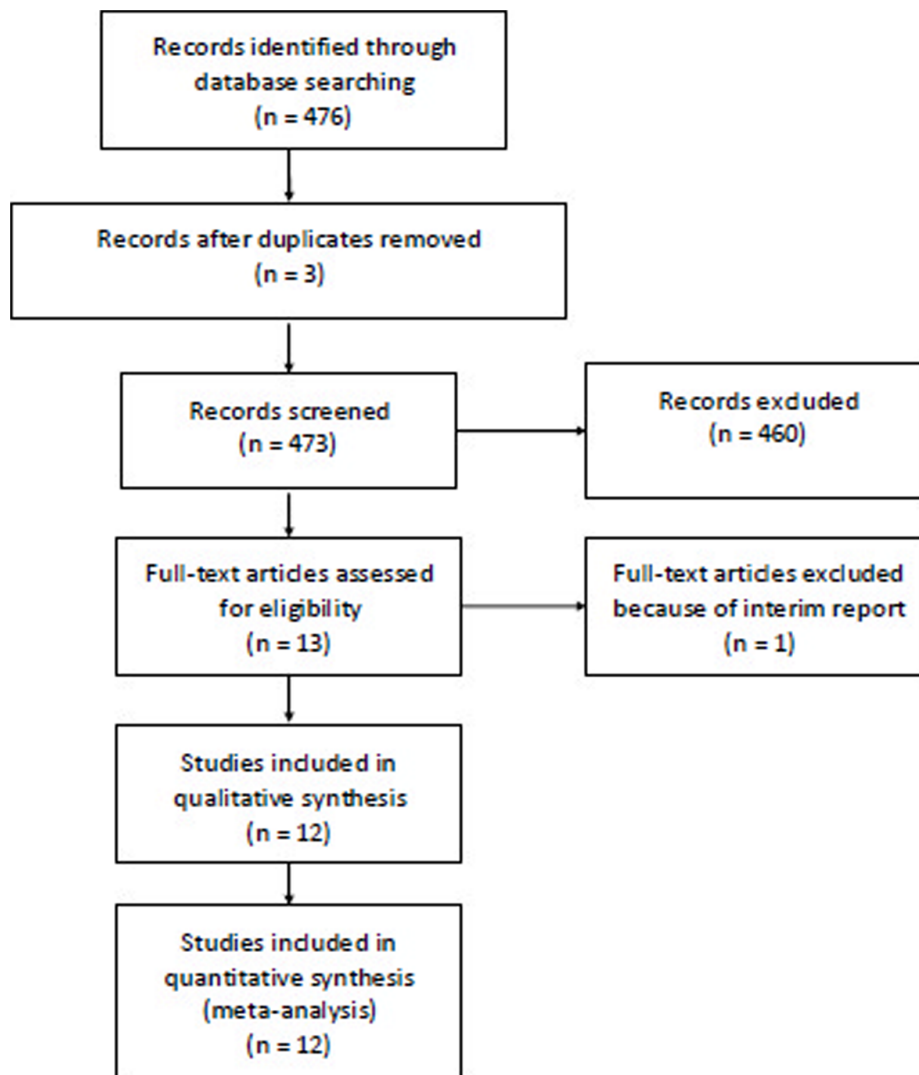 Records identified through
database searching
(n = 476)
Records after duplicates removed
(n = 3)
Records screened
(n = 473)
Records excluded
(n = 460)
Full-text articles assessed
for eligibility
(n = 13)
Full-text articles excluded
because of interim report
(n = 1)
Studies included in
qualitative synthesis
(n = 12)
Studies included in
quantitative synthesis
(meta-analysis)
(n = 12)